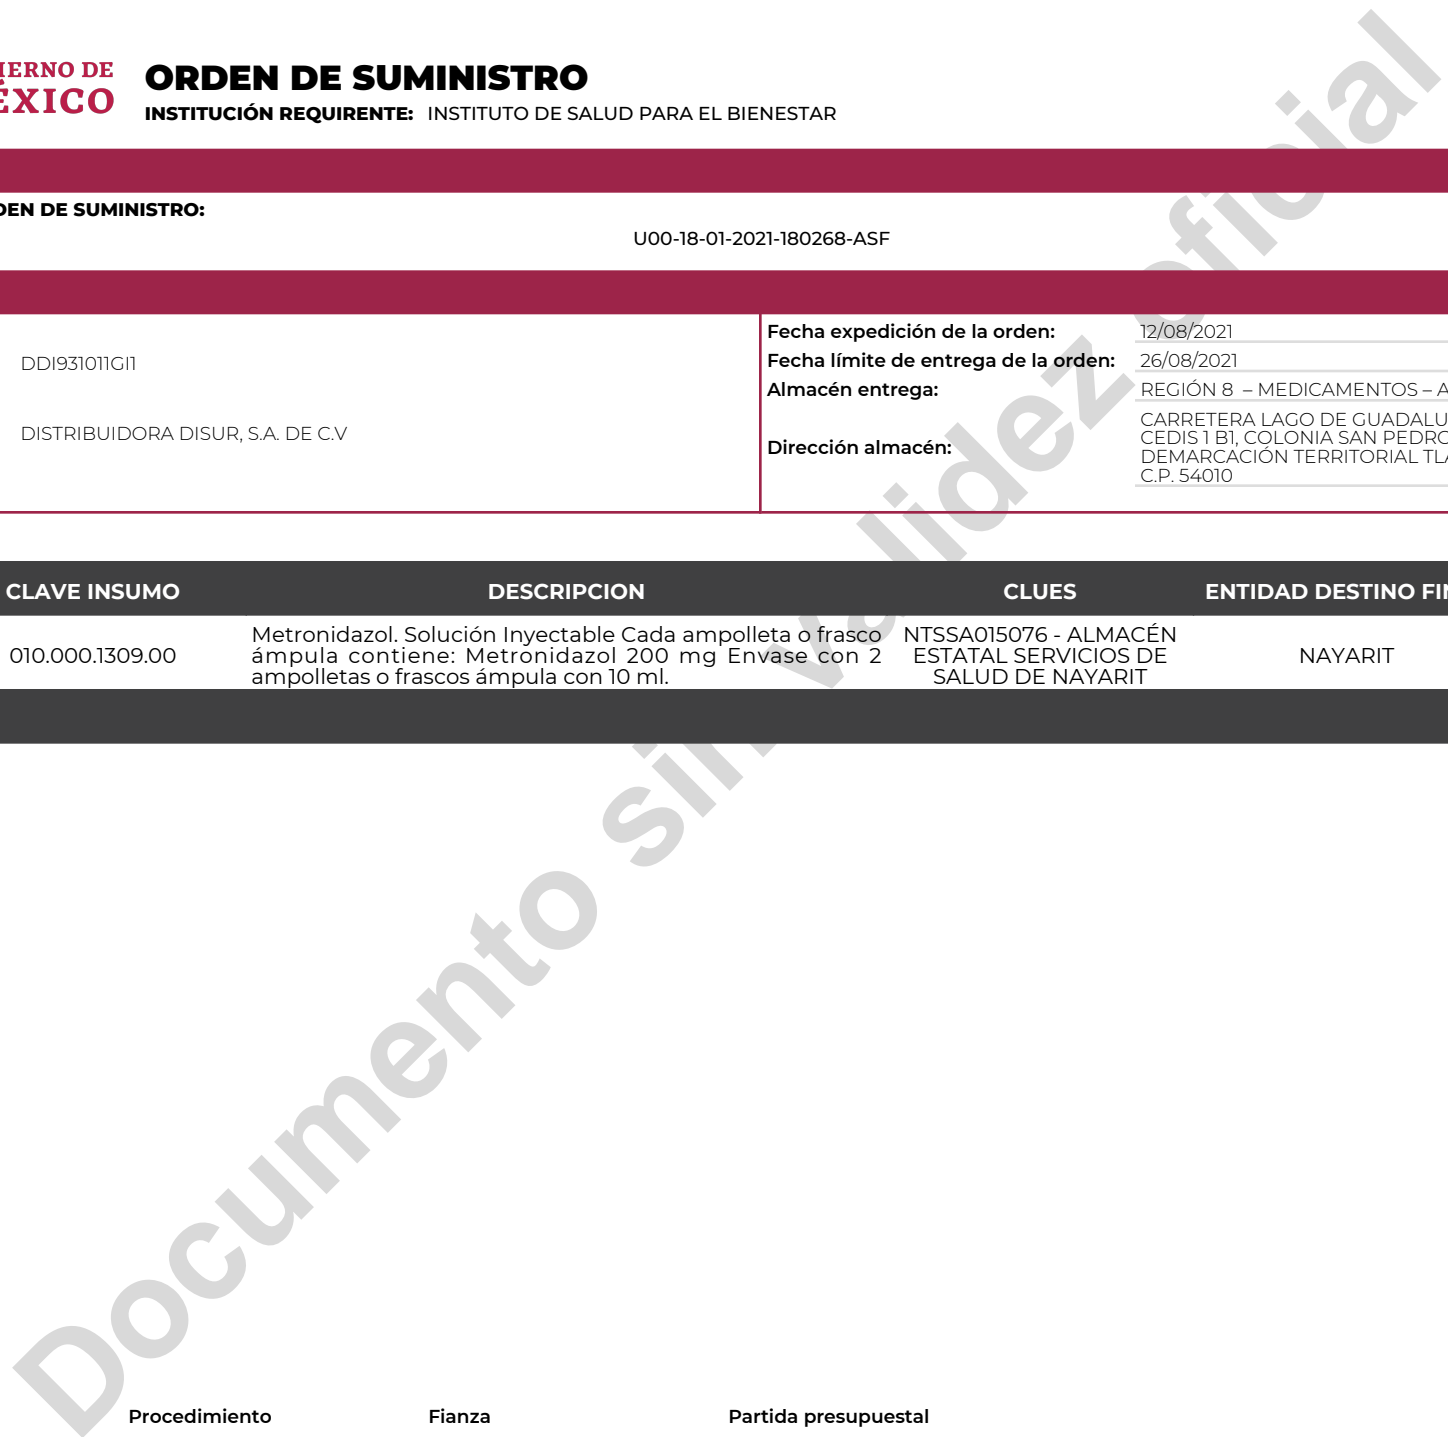 IERNO DE
ÉXICO
ORDEN DE SUMINISTRO
INSTITUCIÓN REQUIRENTE: INSTITUTO DE SALUD PARA EL BIENESTAR
DEN DE SUMINISTRO:
U00-18-01-2021-180268-ASF
DDI931011GI1
DISTRIBUIDORA DISUR, S.A. DE C.V
Fecha expedición de la orden: 12/08/2021
Fecha límite de entrega de la orden: 26/08/2021
Almacén entrega: REGIÓN 8 – MEDICAMENTOS – A
Dirección almacén:
CARRETERA LAGO DE GUADALU
CEDIS 1 B1, COLONIA SAN PEDRO
DEMARCACIÓN TERRITORIAL TLA
C.P. 54010
CLAVE INSUMO DESCRIPCION CLUES ENTIDAD DESTINO FIN
010.000.1309.00
Metronidazol. Solución Inyectable Cada ampolleta o frasco
ámpula contiene: Metronidazol 200 mg Envase con 2
ampolletas o frascos ámpula con 10 ml.
NTSSA015076 - ALMACÉN
ESTATAL SERVICIOS DE
SALUD DE NAYARIT
NAYARIT
Documento sin validez oficial
Procedimiento Fianza Partida presupuestal